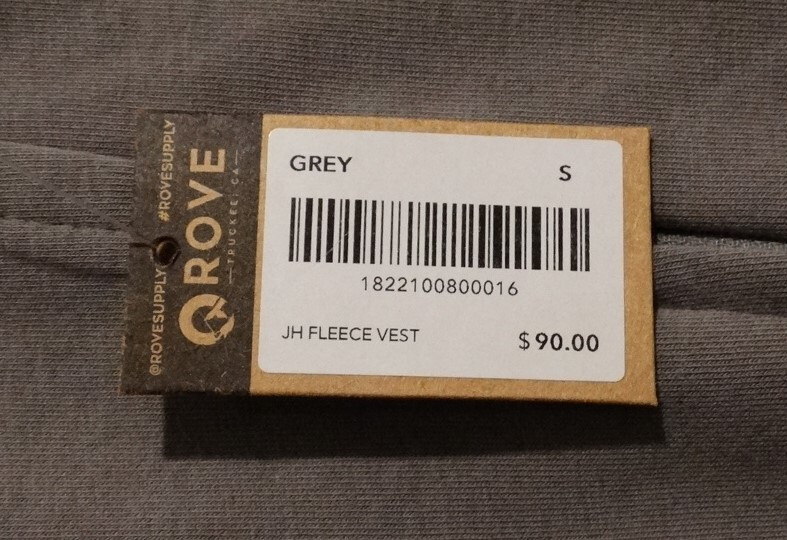 #ROVESUPPLY
@ROVESUPPLY
ROVE
TRUCKEE, CA
GREY
S
1822100800016
JH FLEECE VEST
$90.00